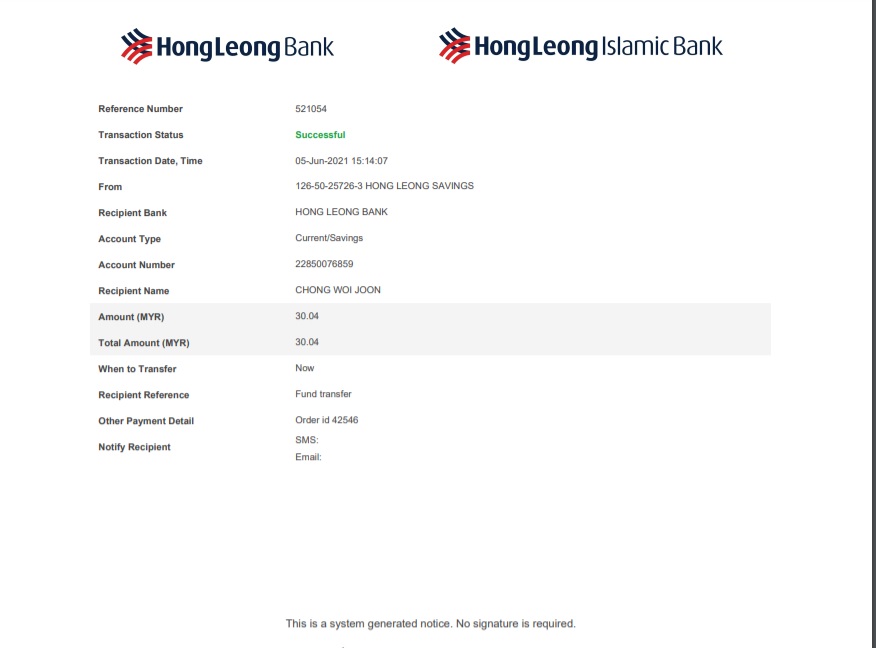 HongLeong Bank HongLeong Islamic Bank
Reference Number 521054
Transaction Status Successful
Transaction Date, Time 05-Jun-2021 15:14:07
From 126-50-25726-3 HONG LEONG SAVINGS
Recipient Bank HONG LEONG BANK
Account Type Current/Savings
Account Number 22850076859
Recipient Name CHONG WOI JOON
Amount (MYR) 30.04
Total Amount (MYR) 30.04
When to Transfer Now
Recipient Reference Fund transfer
Other Payment Detail Order id 42546
Notify Recipient SMS:
Email:
This is a system generated notice. No signature is required.